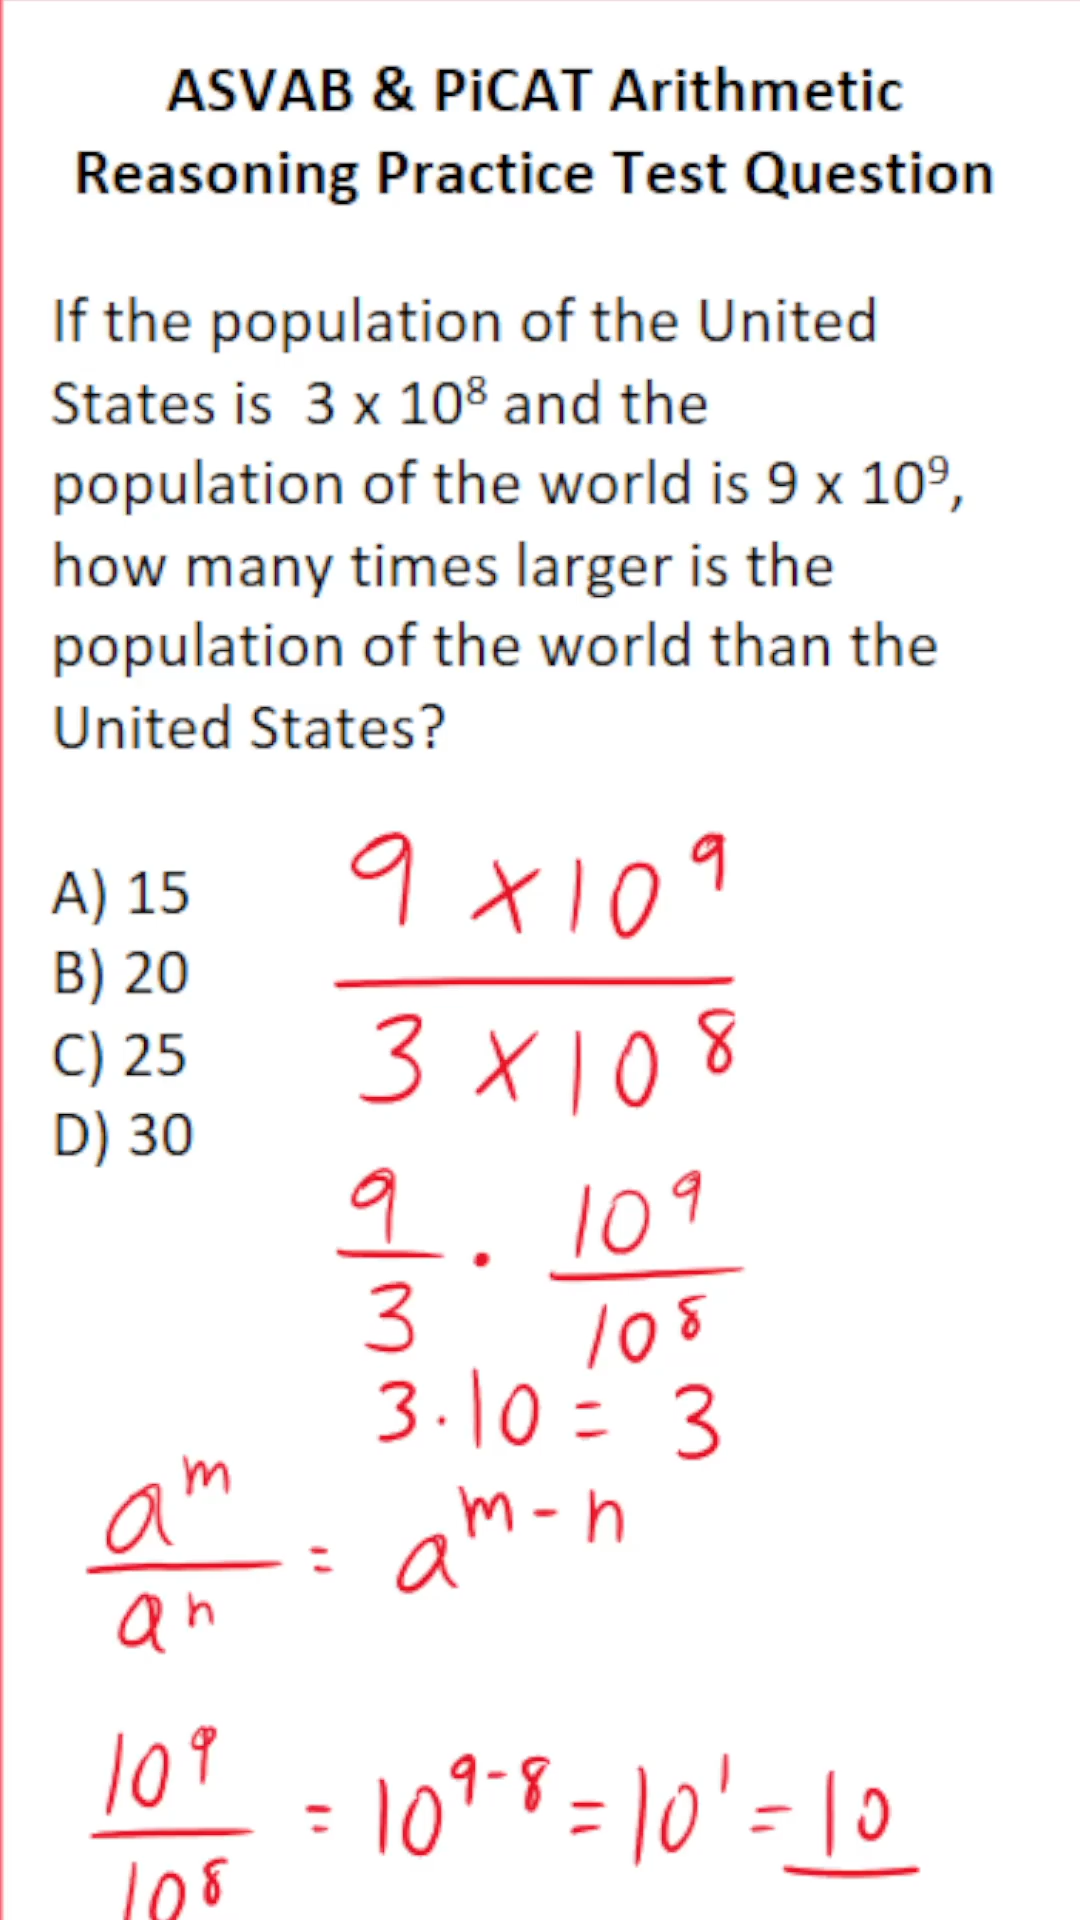 ASVAB & PiCAT Arithmetic
Reasoning Practice Test Question
If the population of the United
States is 3 x 10⁸ and the
population of the world is 9 x 10⁹,
how many times larger is the
population of the world than the
United States?
A) 15
B) 20
C) 25
D) 30
9 x 10⁹
3 x 10⁸
9/3 · 10⁹/10⁸
3 · 10 = 3
aᵐ/aⁿ = aᵐ⁻ⁿ
10⁹/10⁸ = 10⁹⁻⁸ = 10¹ = 10